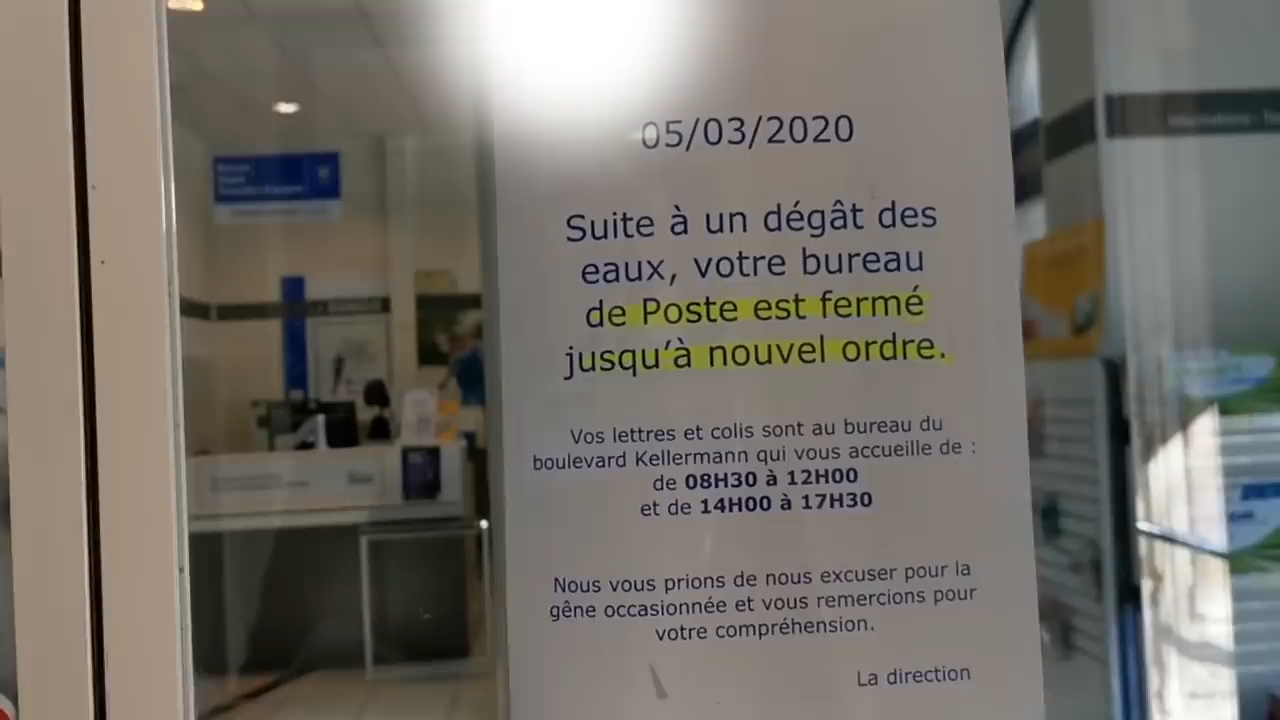 05/03/2020
Suite à un dégât des
eaux, votre bureau
de Poste est fermé
jusqu'à nouvel ordre.
Vos lettres et colis sont au bureau du
boulevard Kellermann qui vous accueille de :
de 08H30 à 12H00
et de 14H00 à 17H30
Nous vous prions de nous excuser pour la
gêne occasionnée et vous remercions pour
votre compréhension.
La direction